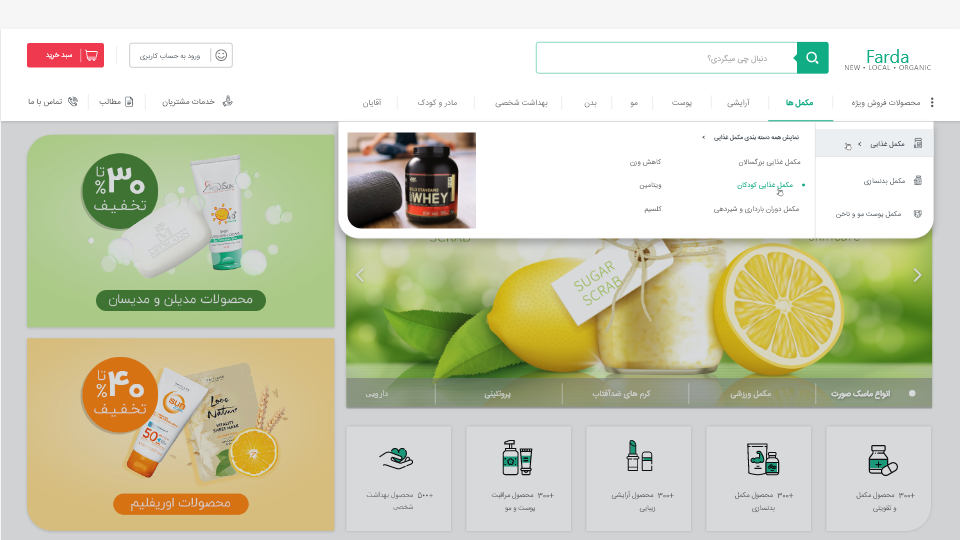 Farda
NEW • LOCAL • ORGANIC
دنبال چی میگردی؟
ورود به حساب کاربری
سبد خرید
محصولات فروش ویژه
مکمل ها
آرایشی
پوست
مو
بدن
بهداشت شخصی
مادر و کودک
آقایان
خدمات مشتریان
مطالب
تماس با ما
مکمل غذایی
مکمل بدنسازی
مکمل پوست مو و ناخن
نمایش همه دسته بندی مکمل غذایی
مکمل غذایی بزرگسالان
مکمل غذایی کودکان
مکمل دوران بارداری و شیردهی
کاهش وزن
ویتامین
کلسیم
WHEY
SUGAR
SCRAB
انواع ماسک صورت
مکمل ورزشی
کرم های ضدآفتاب
پروتکینی
دارویی
تا ۳۰%
تخفیف
محصولات مدیلن و مدیسان
تا ۴۰%
تخفیف
SUN
50
Love
Nature
محصولات اوریفلیم
+۳۰۰ محصول مکمل
و تقویتی
+۳۰۰ محصول مکمل
بدنسازی
+۳۰۰ محصول آرایشی
زیبایی
+۳۰۰ محصول مراقبت
پوست و مو
+۵۰۰ محصول بهداشت
شخصی